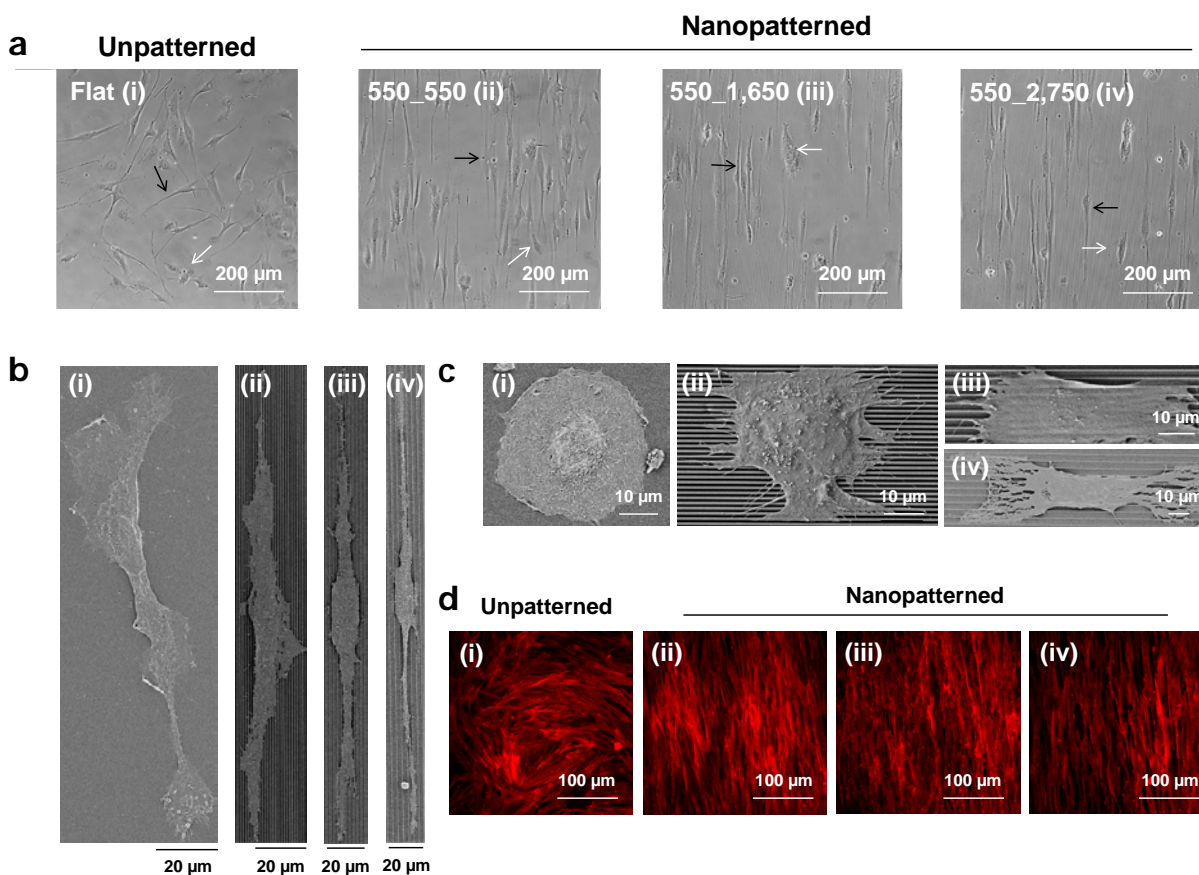 a
Unpatterned
Nanopatterned
Flat (i)
550_550 (ii)
550_1,650 (iii)
550_2,750 (iv)
200 µm
200 µm
200 µm
200 µm
b
(i)
(ii)
(iii)
(iv)
20 µm
20 µm
20 µm
20 µm
c
(i)
(ii)
(iii)
(iv)
10 µm
10 µm
10 µm
10 µm
d
Unpatterned
Nanopatterned
(i)
(ii)
(iii)
(iv)
100 µm
100 µm
100 µm
100 µm